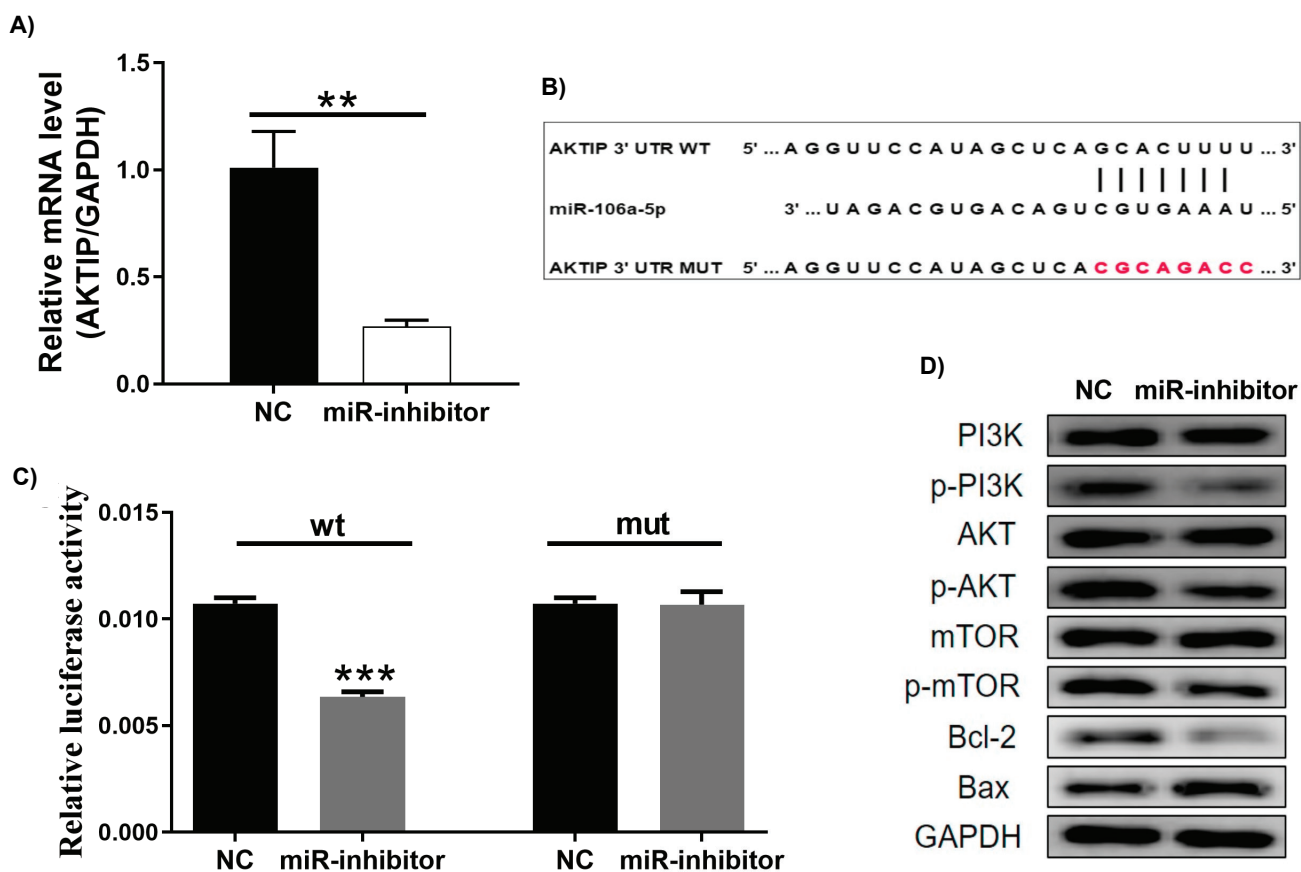 A)
Relative mRNA level
(AKTIP/GAPDH)
1.5
1.0
0.5
0.0
**
NC miR-inhibitor
B)
AKTIP 3' UTR WT 5' ... A G G U U C C A U A G C U C A G C A C U U U U ... 3'
miR-106a-5p 3' ... U A G A C G U G A C A G U C G U G A A A U ... 5'
AKTIP 3' UTR MUT 5' ... A G G U U C C A U A G C U C A C G C A G A C C ... 3'
C)
Relative luciferase activity
0.015
0.010
0.005
0.000
wt mut
***
NC miR-inhibitor NC miR-inhibitor
D)
NC miR-inhibitor
PI3K
p-PI3K
AKT
p-AKT
mTOR
p-mTOR
Bcl-2
Bax
GAPDH